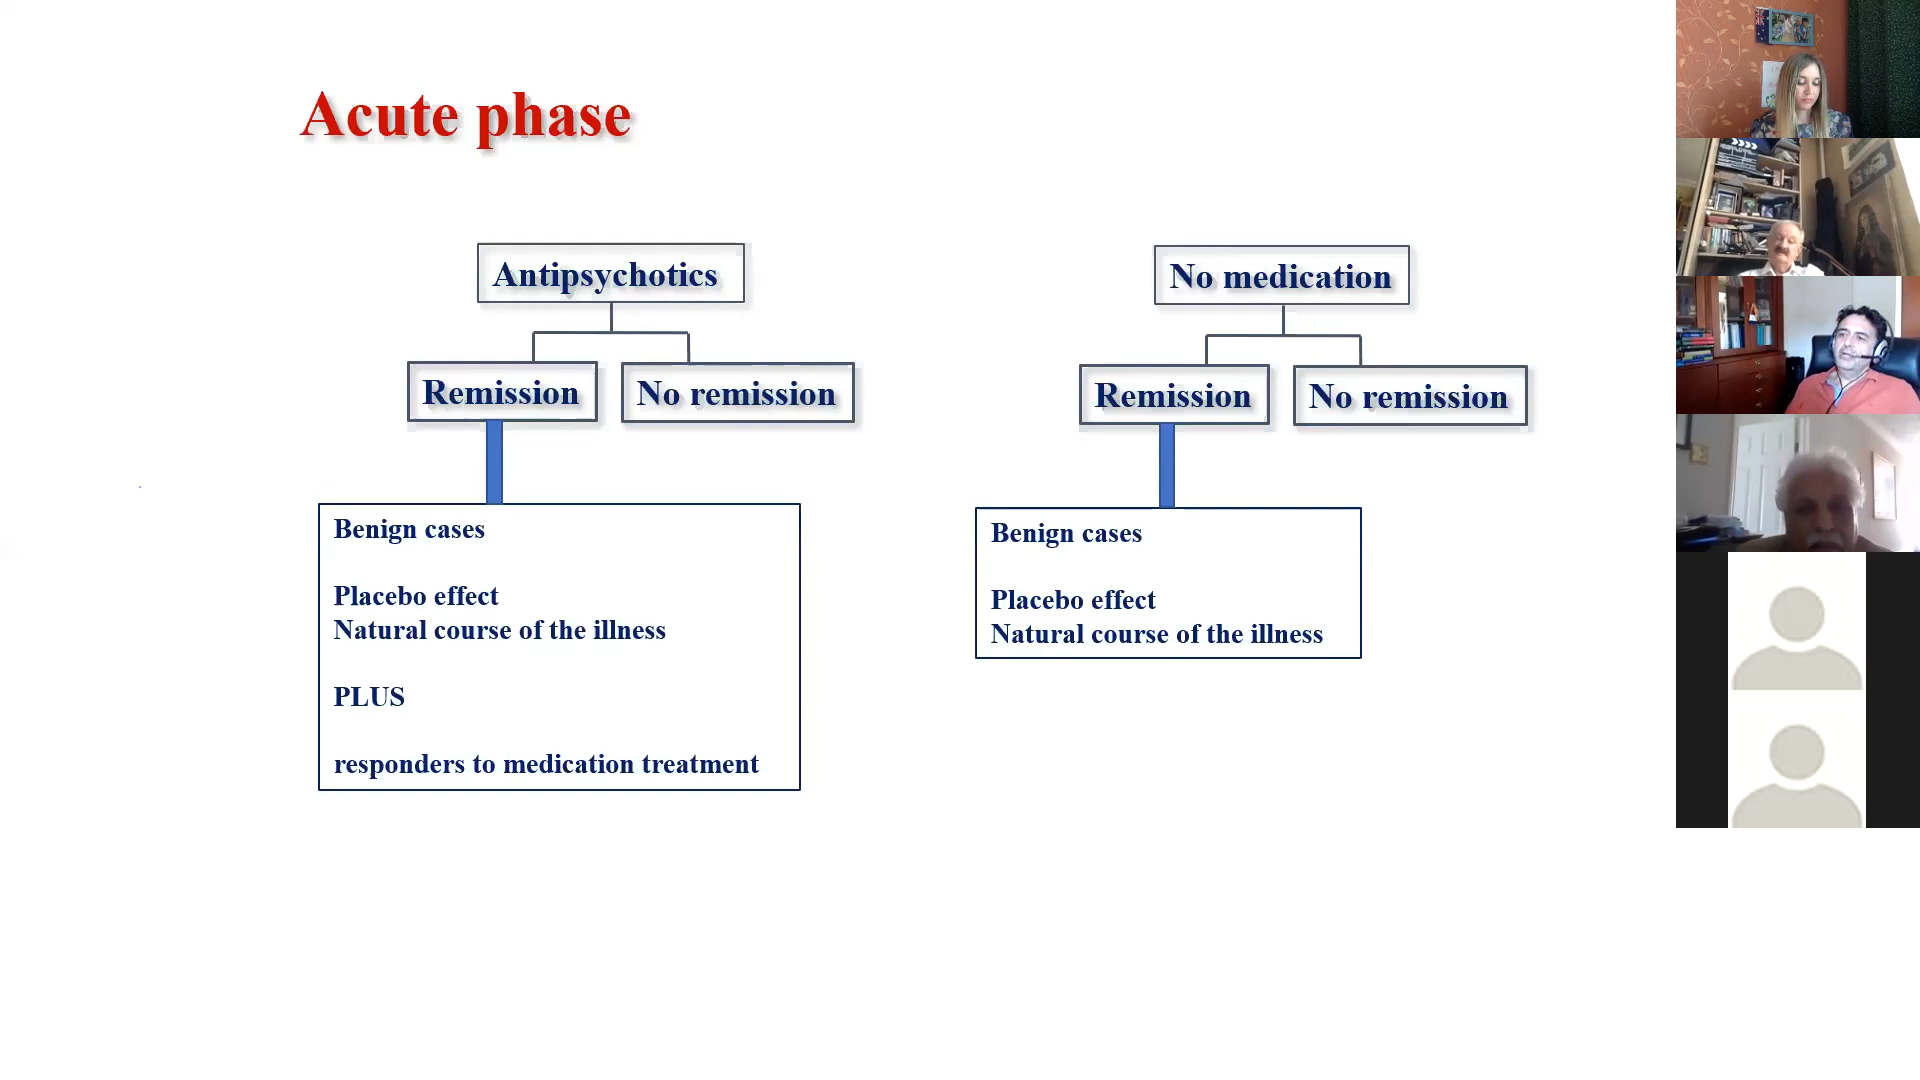 Acute phase
Antipsychotics
Remission
No remission
Benign cases
Placebo effect
Natural course of the illness
PLUS
responders to medication treatment
No medication
Remission
No remission
Benign cases
Placebo effect
Natural course of the illness